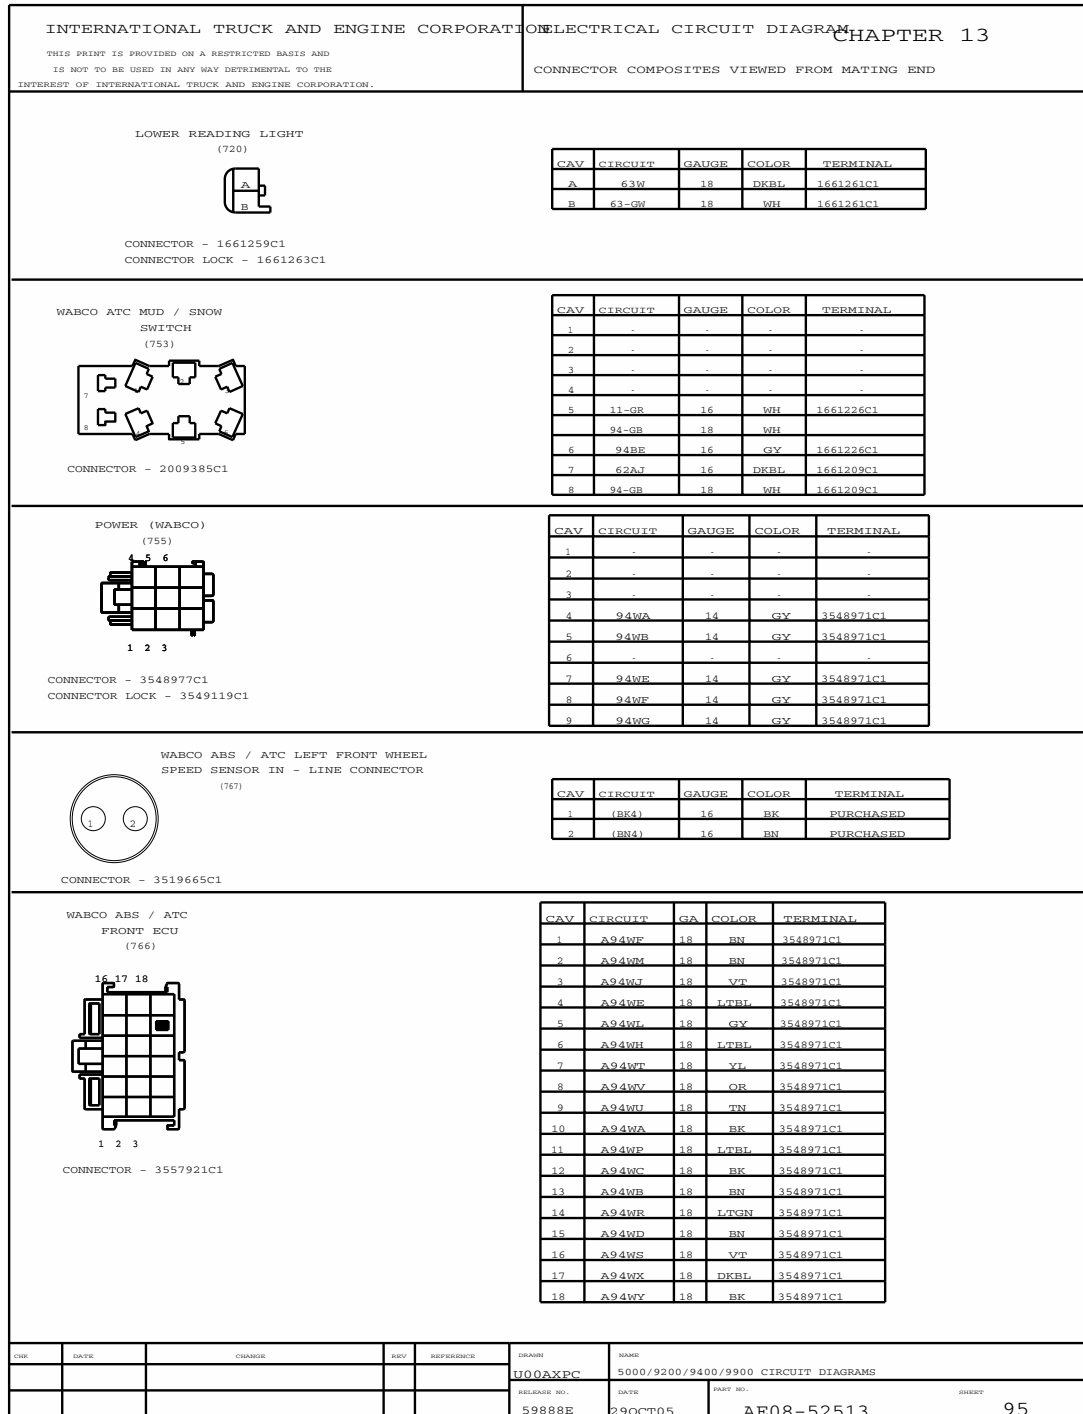 INTERNATIONAL TRUCK AND ENGINE CORPORATION
THIS PRINT IS PROVIDED ON A RESTRICTED BASIS AND
IS NOT TO BE USED IN ANY WAY DETRIMENTAL TO THE
INTEREST OF INTERNATIONAL TRUCK AND ENGINE CORPORATION.
ELECTRICAL CIRCUIT DIAGRAM
CHAPTER 13
CONNECTOR COMPOSITES VIEWED FROM MATING END
LOWER READING LIGHT
(720)
A
B
CONNECTOR - 1661259C1
CONNECTOR LOCK - 1661263C1
CAV CIRCUIT GAUGE COLOR TERMINAL
A 63W 18 DKBL 1661261C1
B 63-GW 18 WH 1661261C1
WABCO ATC MUD / SNOW
SWITCH
(753)
7
8
5
CONNECTOR - 2009385C1
CAV CIRCUIT GAUGE COLOR TERMINAL
1 - - - -
2 - - - -
3 - - - -
4 - - - -
5 11-GR 16 WH 1661226C1
94-GB 18 WH
6 94BE 16 GY 1661226C1
7 62AJ 16 DKBL 1661209C1
8 94-GB 18 WH 1661209C1
POWER (WABCO)
(755)
4 5 6
1 2 3
CONNECTOR - 3548977C1
CONNECTOR LOCK - 3549119C1
CAV CIRCUIT GAUGE COLOR TERMINAL
1 - - - -
2 - - - -
3 - - - -
4 94WA 14 GY 3548971C1
5 94WB 14 GY 3548971C1
6 - - - -
7 94WE 14 GY 3548971C1
8 94WF 14 GY 3548971C1
9 94WG 14 GY 3548971C1
WABCO ABS / ATC LEFT FRONT WHEEL
SPEED SENSOR IN - LINE CONNECTOR
(767)
1 2
CONNECTOR - 3519665C1
CAV CIRCUIT GAUGE COLOR TERMINAL
1 (BK4) 16 BK PURCHASED
2 (BN4) 16 BN PURCHASED
WABCO ABS / ATC
FRONT ECU
(766)
16 17 18
1 2 3
CONNECTOR - 3557921C1
CAV CIRCUIT GA COLOR TERMINAL
1 A94WF 18 BN 3548971C1
2 A94WM 18 BN 3548971C1
3 A94WJ 18 VT 3548971C1
4 A94WE 18 LTBL 3548971C1
5 A94WL 18 GY 3548971C1
6 A94WH 18 LTBL 3548971C1
7 A94WT 18 YL 3548971C1
8 A94WV 18 OR 3548971C1
9 A94WU 18 TN 3548971C1
10 A94WA 18 BK 3548971C1
11 A94WP 18 LTBL 3548971C1
12 A94WC 18 BK 3548971C1
13 A94WB 18 BN 3548971C1
14 A94WR 18 LTGN 3548971C1
15 A94WD 18 BN 3548971C1
16 A94WS 18 VT 3548971C1
17 A94WX 18 DKBL 3548971C1
18 A94WY 18 BK 3548971C1
CHK DATE CHANGE REV REFERENCE
DRAWN
U00AXPC
NAME
5000/9200/9400/9900 CIRCUIT DIAGRAMS
RELEASE NO.
59888E
DATE
29OCT05
PART NO.
AE08-52513
SHEET
95